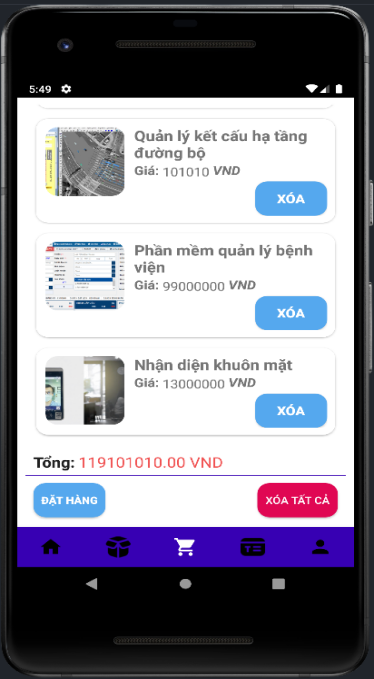 5:49
Quản lý kết cấu hạ tầng
đường bộ
Giá: 101010 VND
XÓA
Phần mềm quản lý bệnh
viện
Giá: 99000000 VND
XÓA
Nhận diện khuôn mặt
Giá: 13000000 VND
XÓA
Tổng: 119101010.00 VND
ĐẶT HÀNG
XÓA TẤT CẢ